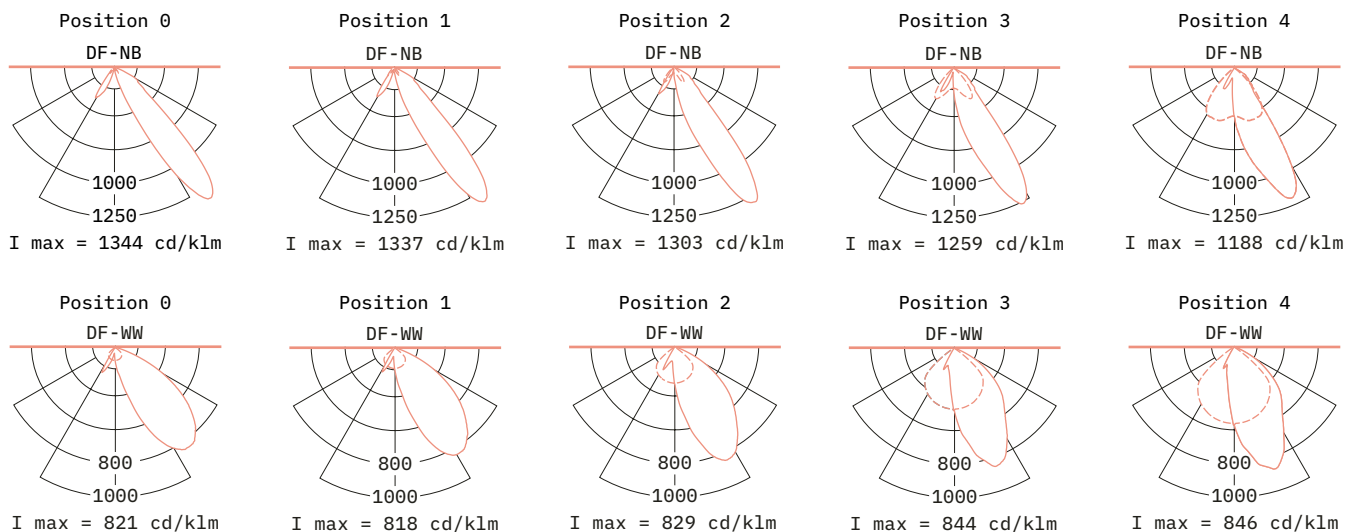 Position 0
DF-NB
1000
1250
I max = 1344 cd/klm
Position 1
DF-NB
1000
1250
I max = 1337 cd/klm
Position 2
DF-NB
1000
1250
I max = 1303 cd/klm
Position 3
DF-NB
1000
1250
I max = 1259 cd/klm
Position 4
DF-NB
1000
1250
I max = 1188 cd/klm
Position 0
DF-WW
800
1000
I max = 821 cd/klm
Position 1
DF-WW
800
1000
I max = 818 cd/klm
Position 2
DF-WW
800
1000
I max = 829 cd/klm
Position 3
DF-WW
800
1000
I max = 844 cd/klm
Position 4
DF-WW
800
1000
I max = 846 cd/klm